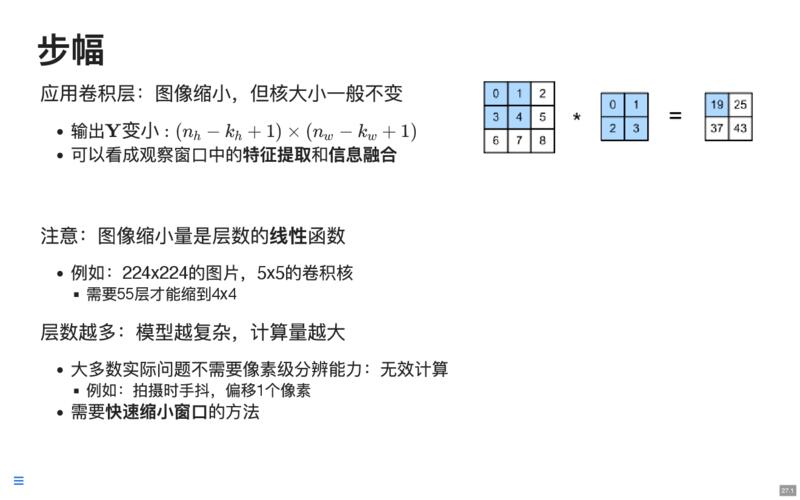 步幅
应用卷积层：图像缩小，但核大小一般不变
• 输出Y变小：(n_h − k_h + 1) × (n_w − k_w + 1)
• 可以看成观察窗口中的特征提取和信息融合
0 1 2
3 4 5
6 7 8
*
0 1
2 3
=
19 25
37 43
注意：图像缩小量是层数的线性函数
• 例如：224x224的图片，5x5的卷积核
▪ 需要55层才能缩到4x4
层数越多：模型越复杂，计算量越大
• 大多数实际问题不需要像素级分辨能力：无效计算
▪ 例如：拍摄时手抖，偏移1个像素
• 需要快速缩小窗口的方法
27.1